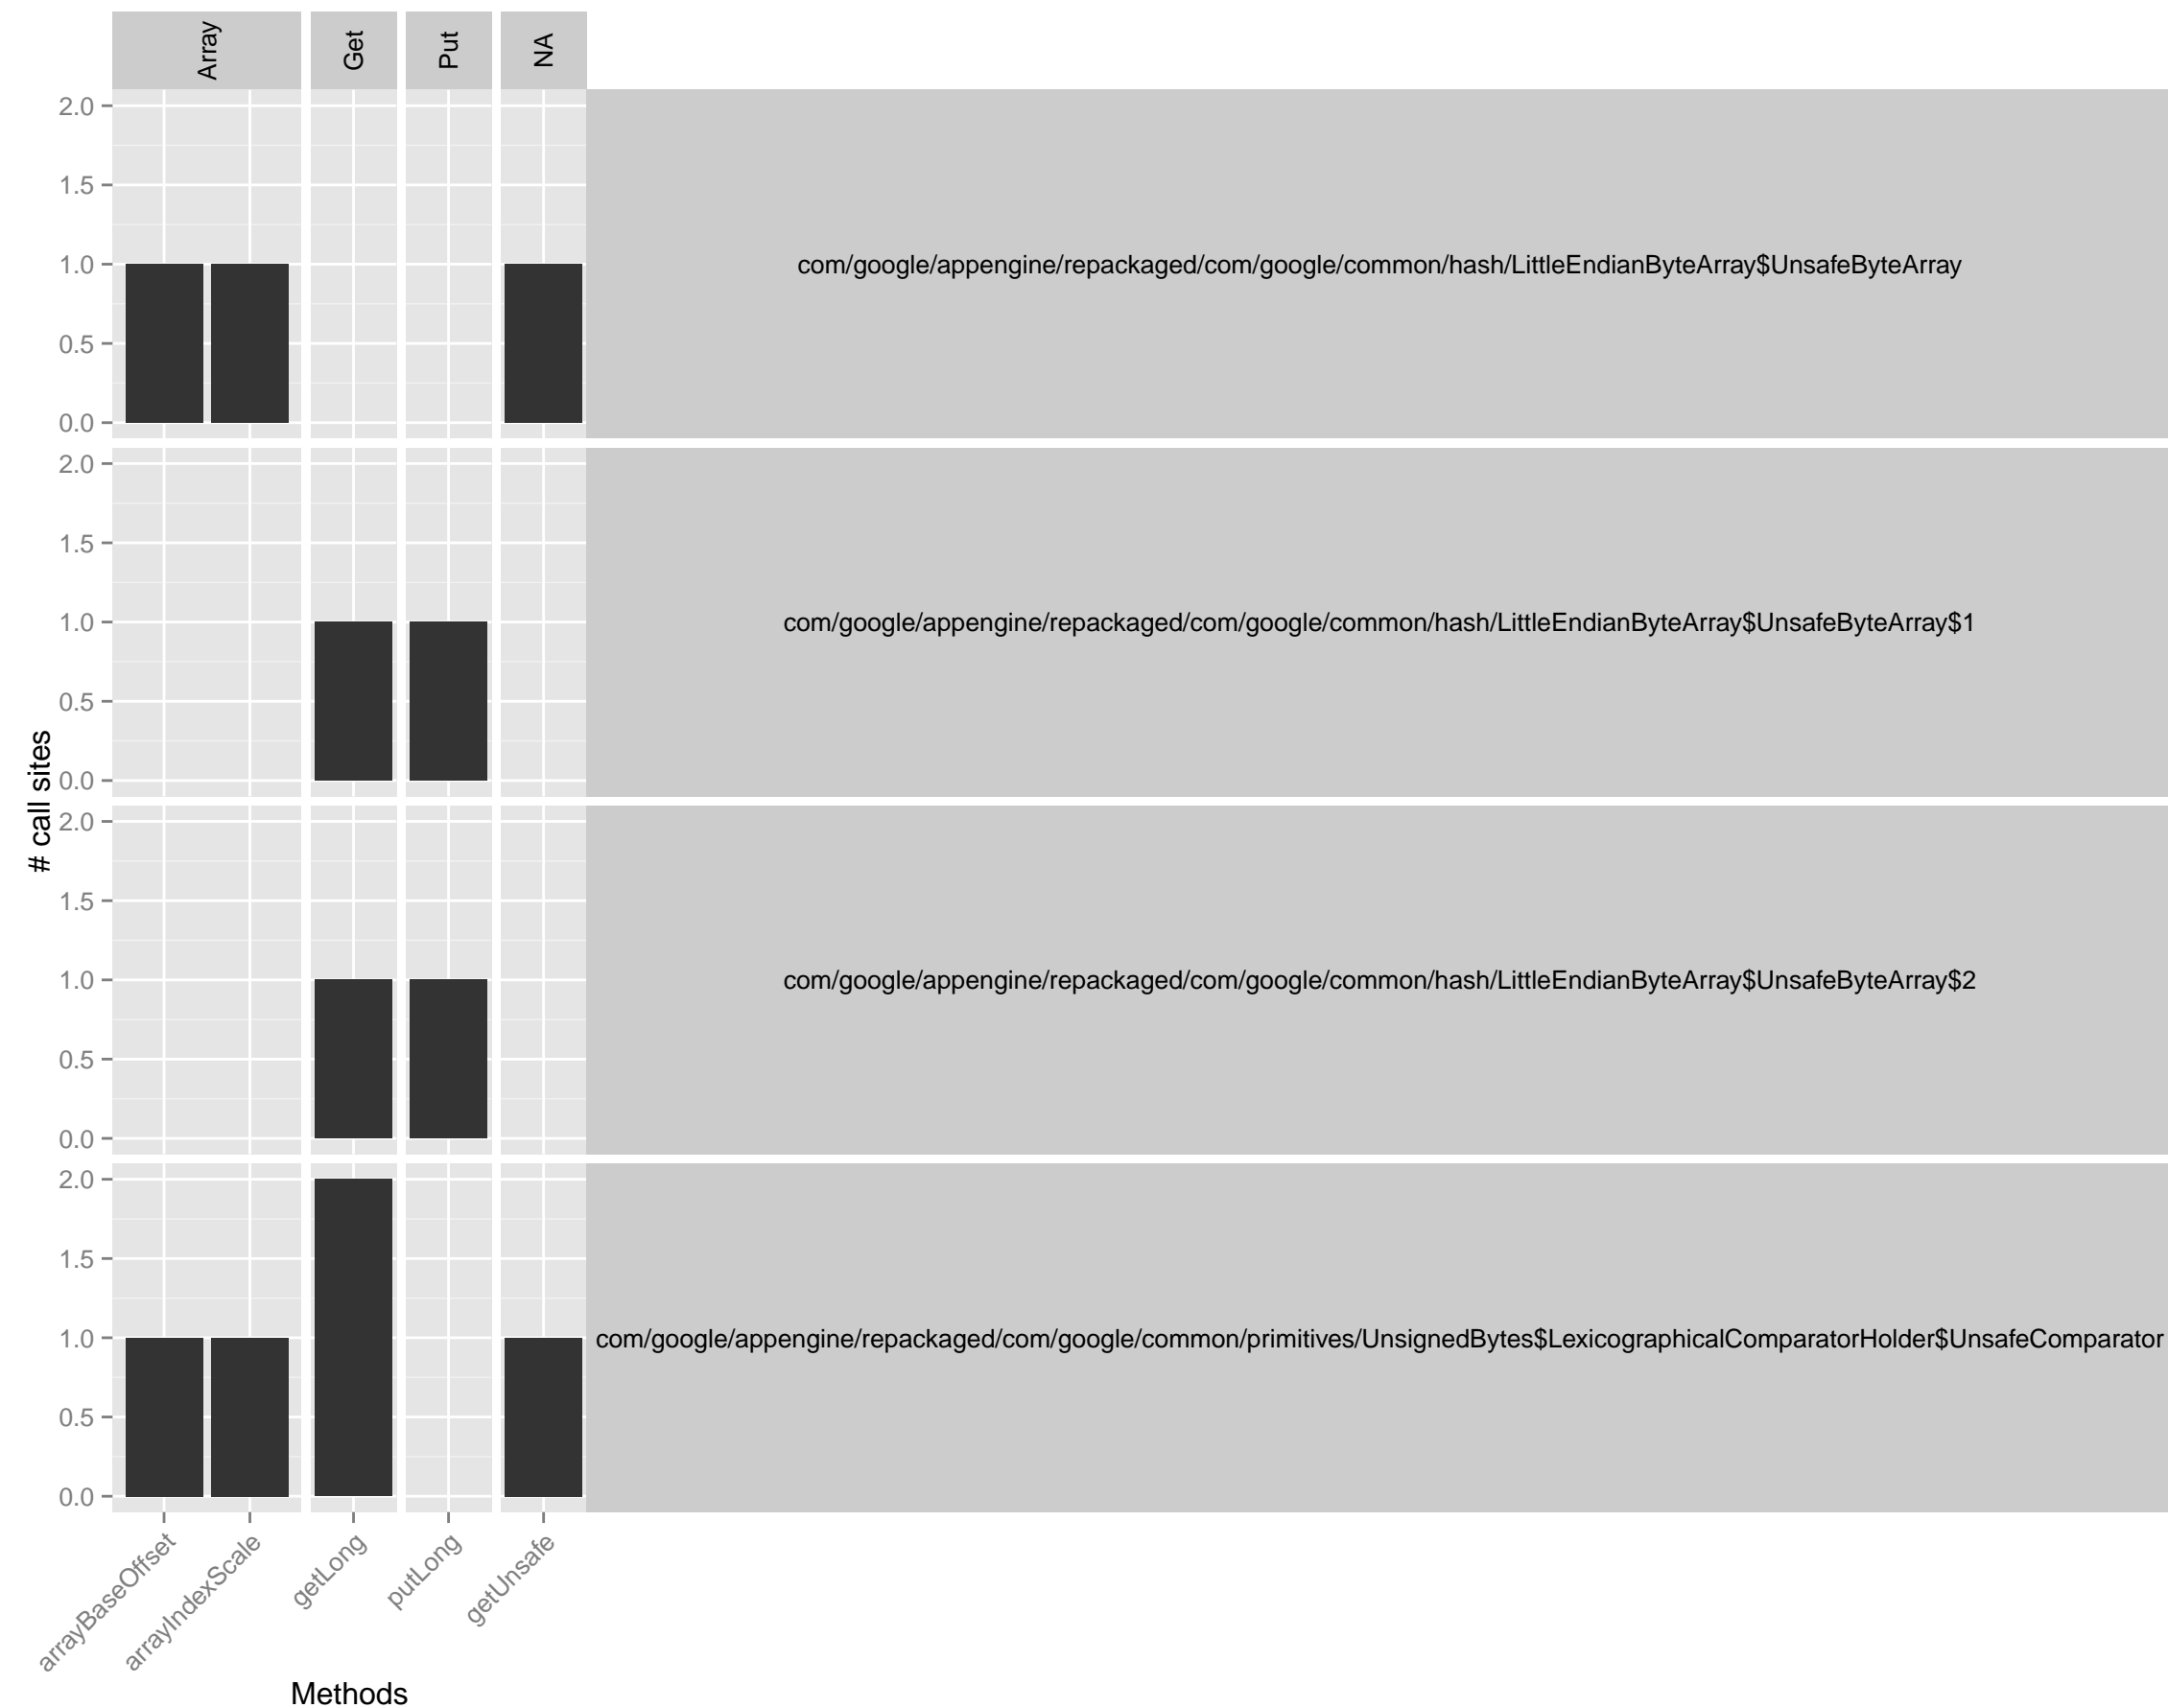 Array
Get
Put
NA
2.0
1.5
1.0
0.5
0.0
com/google/appengine/repackaged/com/google/common/hash/LittleEndianByteArray$UnsafeByteArray
2.0
1.5
1.0
0.5
0.0
com/google/appengine/repackaged/com/google/common/hash/LittleEndianByteArray$UnsafeByteArray$1
# call sites
2.0
1.5
1.0
0.5
0.0
com/google/appengine/repackaged/com/google/common/hash/LittleEndianByteArray$UnsafeByteArray$2
2.0
1.5
1.0
0.5
0.0
com/google/appengine/repackaged/com/google/common/primitives/UnsignedBytes$LexicographicalComparatorHolder$UnsafeComparator
arrayBaseOffset
arrayIndexScale
getLong
putLong
getUnsafe
Methods